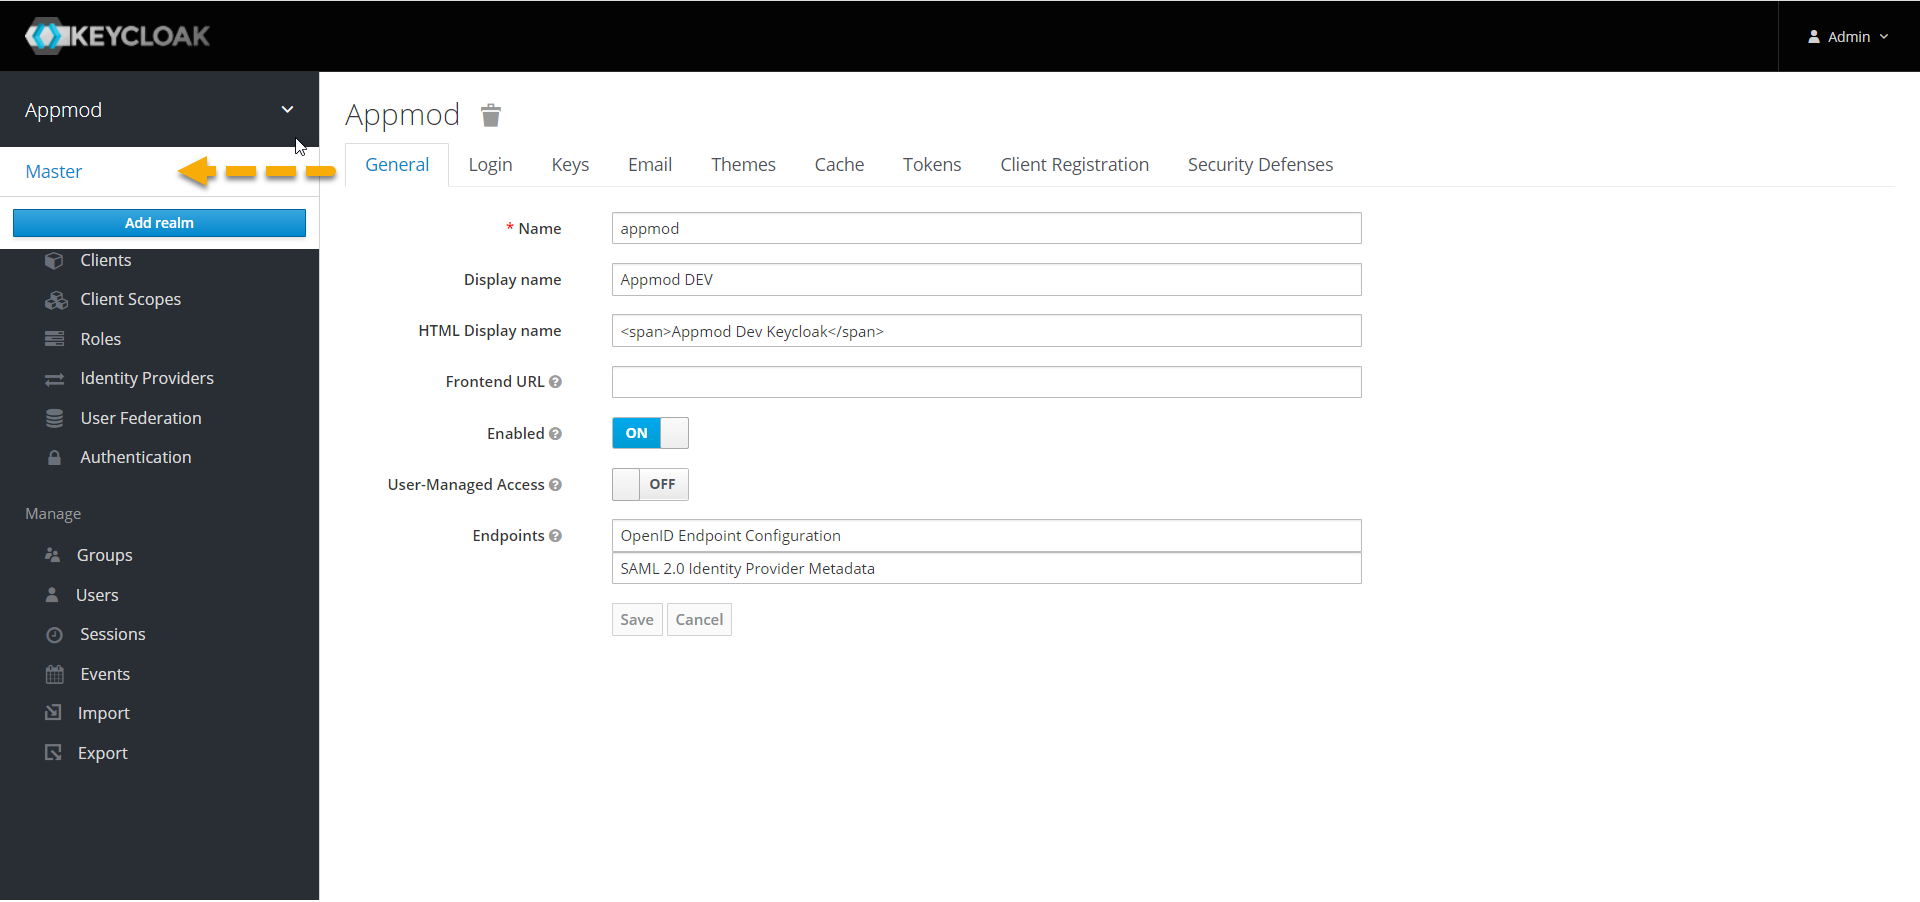 KEYCLOAK
Admin
Appmod
Master
Add realm
Clients
Client Scopes
Roles
Identity Providers
User Federation
Authentication
Manage
Groups
Users
Sessions
Events
Import
Export
Appmod
General Login Keys Email Themes Cache Tokens Client Registration Security Defenses
* Name appmod
Display name Appmod DEV
HTML Display name <span>Appmod Dev Keycloak</span>
Frontend URL
Enabled ON
User-Managed Access OFF
Endpoints OpenID Endpoint Configuration
SAML 2.0 Identity Provider Metadata
Save Cancel